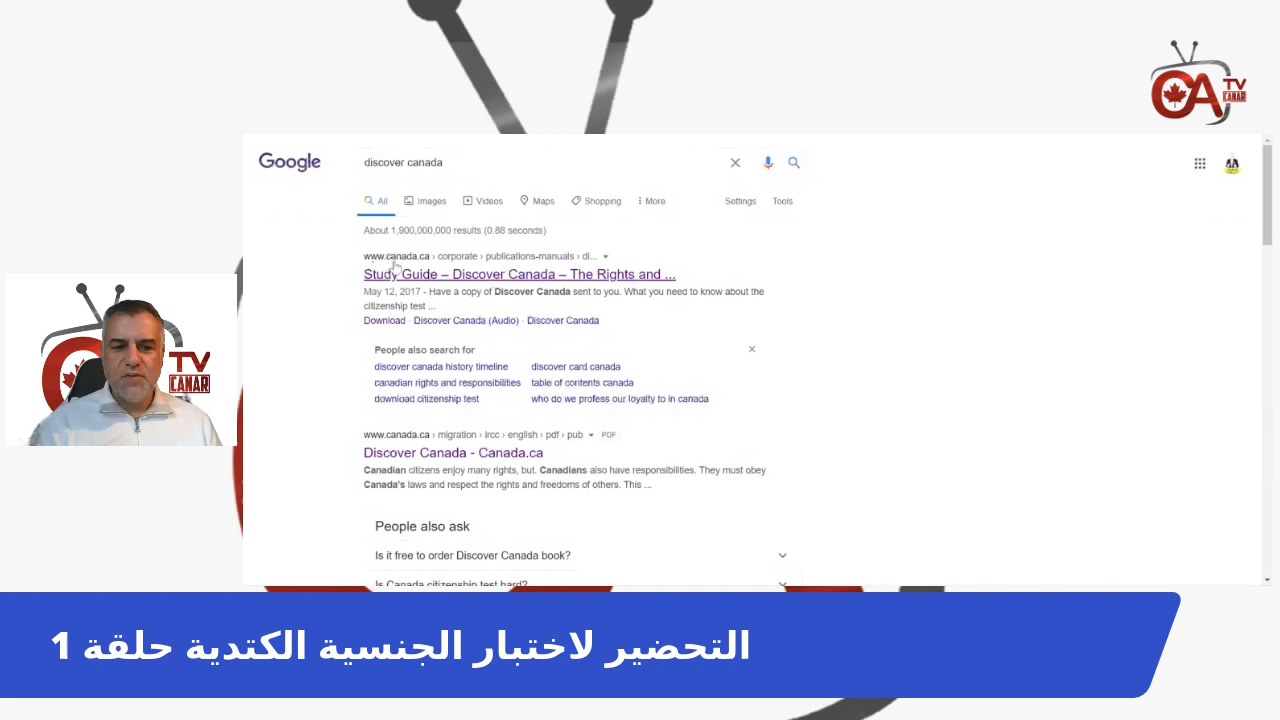 CA TV CANAR
Google
discover canada
All Images Videos Maps Shopping More Settings Tools
About 1,900,000,000 results (0.88 seconds)
www.canada.ca › corporate › publications-manuals › di...
Study Guide – Discover Canada – The Rights and ...
May 12, 2017 - Have a copy of Discover Canada sent to you. What you need to know about the
citizenship test ...
Download · Discover Canada (Audio) · Discover Canada
People also search for
discover canada history timeline discover card canada
canadian rights and responsibilities table of contents canada
download citizenship test who do we profess our loyalty to in canada
www.canada.ca › migration › ircc › english › pdf › pub PDF
Discover Canada - Canada.ca
Canadian citizens enjoy many rights, but. Canadians also have responsibilities. They must obey
Canada's laws and respect the rights and freedoms of others. This ...
People also ask
Is it free to order Discover Canada book?
Is Canada citizenship test hard?
TV
CANAR
التحضير لاختبار الجنسية الكتدية حلقة 1